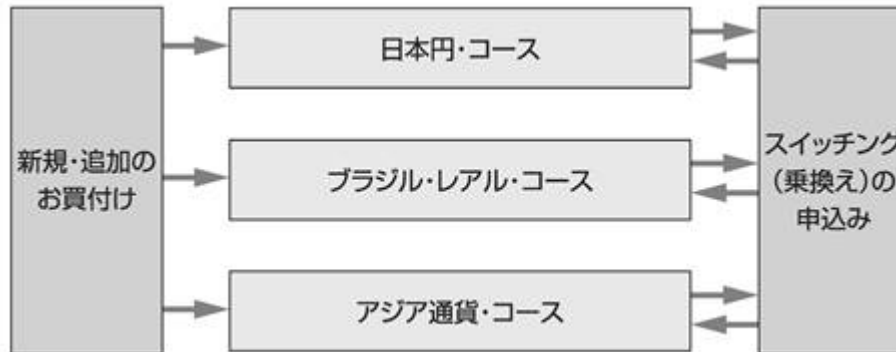 新規・追加の
お買付け
日本円・コース
ブラジル・レアル・コース
アジア通貨・コース
スイッチング
(乗換え)の
申込み